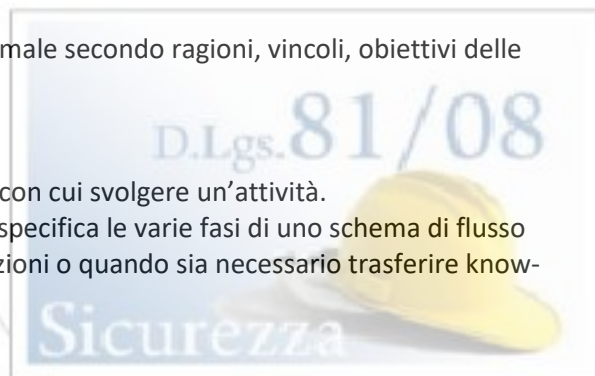 male secondo ragioni, vincoli, obiettivi delle
D.Lgs.81/08
con cui svolgere un’attività.
specifica le varie fasi di uno schema di flusso
zioni o quando sia necessario trasferire know-
Sicurezza